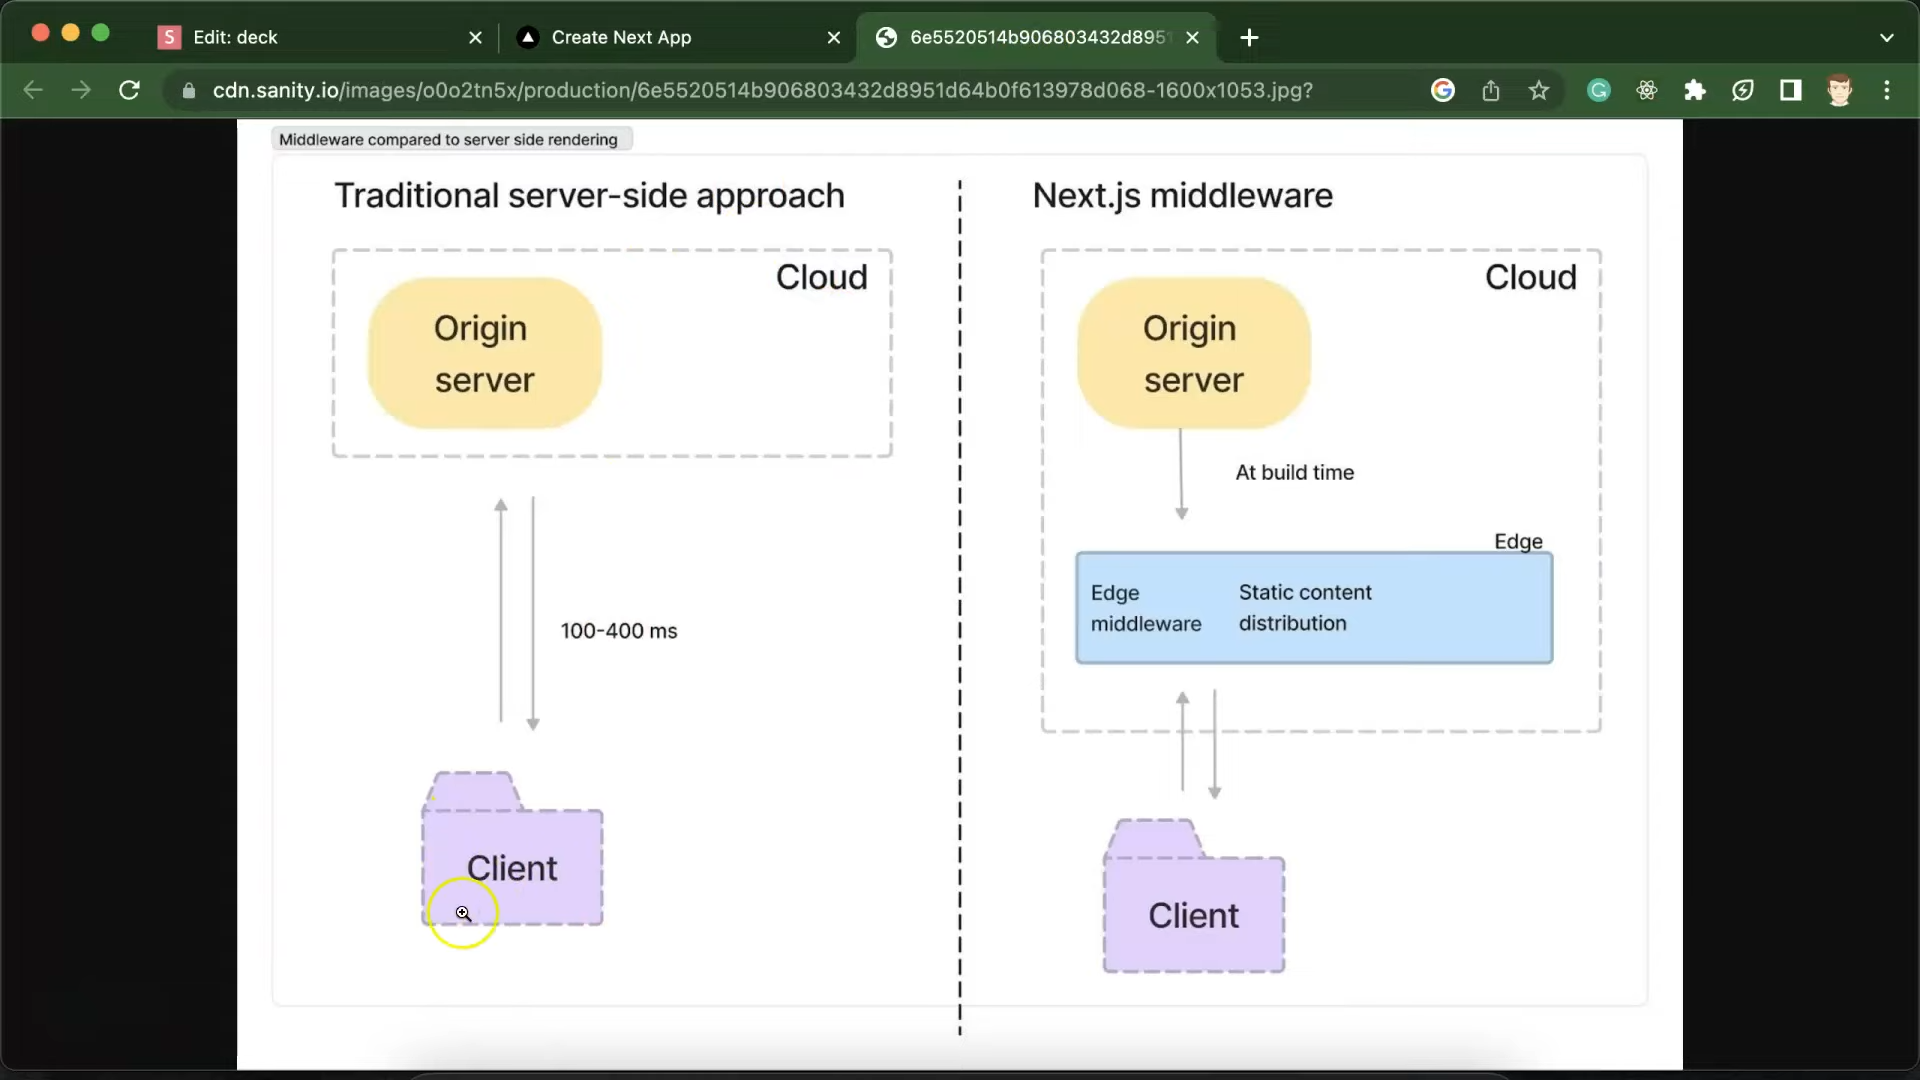 S Edit: deck
Create Next App
6e5520514b906803432d8951
cdn.sanity.io/images/o0o2tn5x/production/6e5520514b906803432d8951d64b0f613978d068-1600x1053.jpg?
Middleware compared to server side rendering
Traditional server-side approach
Cloud
Origin
server
100-400 ms
Client
Next.js middleware
Cloud
Origin
server
At build time
Edge
Edge
middleware
Static content
distribution
Client